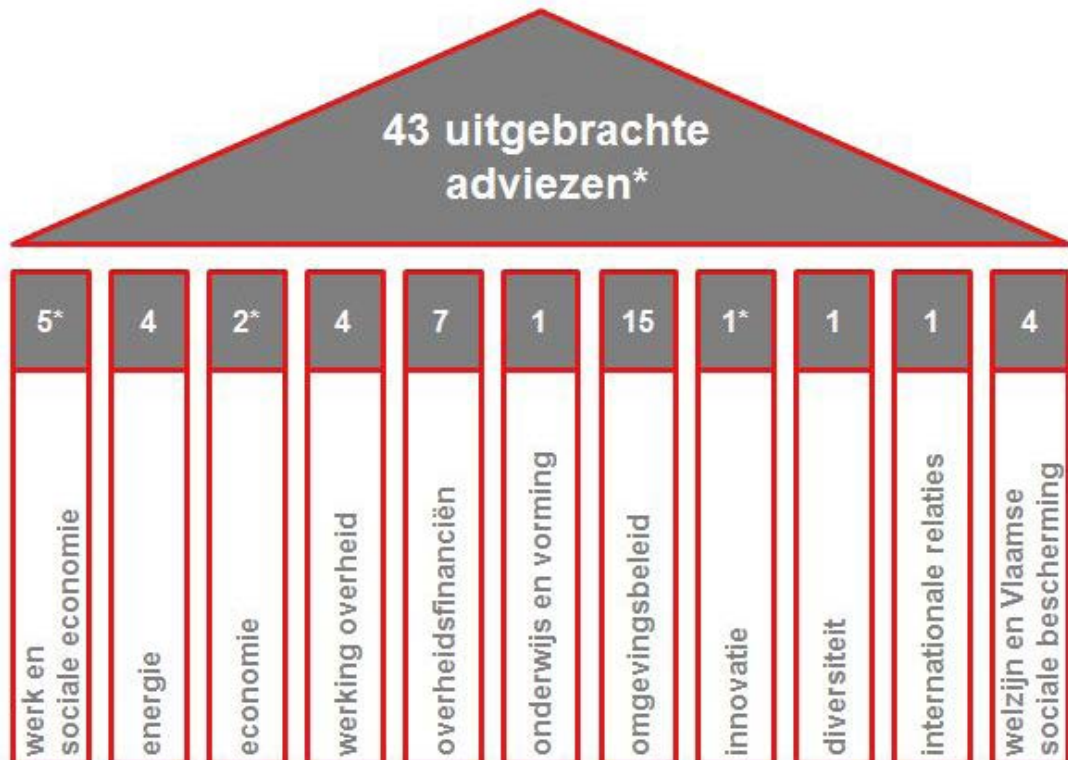 43 uitgebrachte
adviezen*
5*
4
2*
4
7
1
15
1*
1
1
4
werk en
sociale economie
energie
economie
werking overheid
overheidsfinanciën
onderwijs en vorming
omgevingsbeleid
innovatie
diversiteit
internationale relaties
welzijn en Vlaamse
sociale bescherming